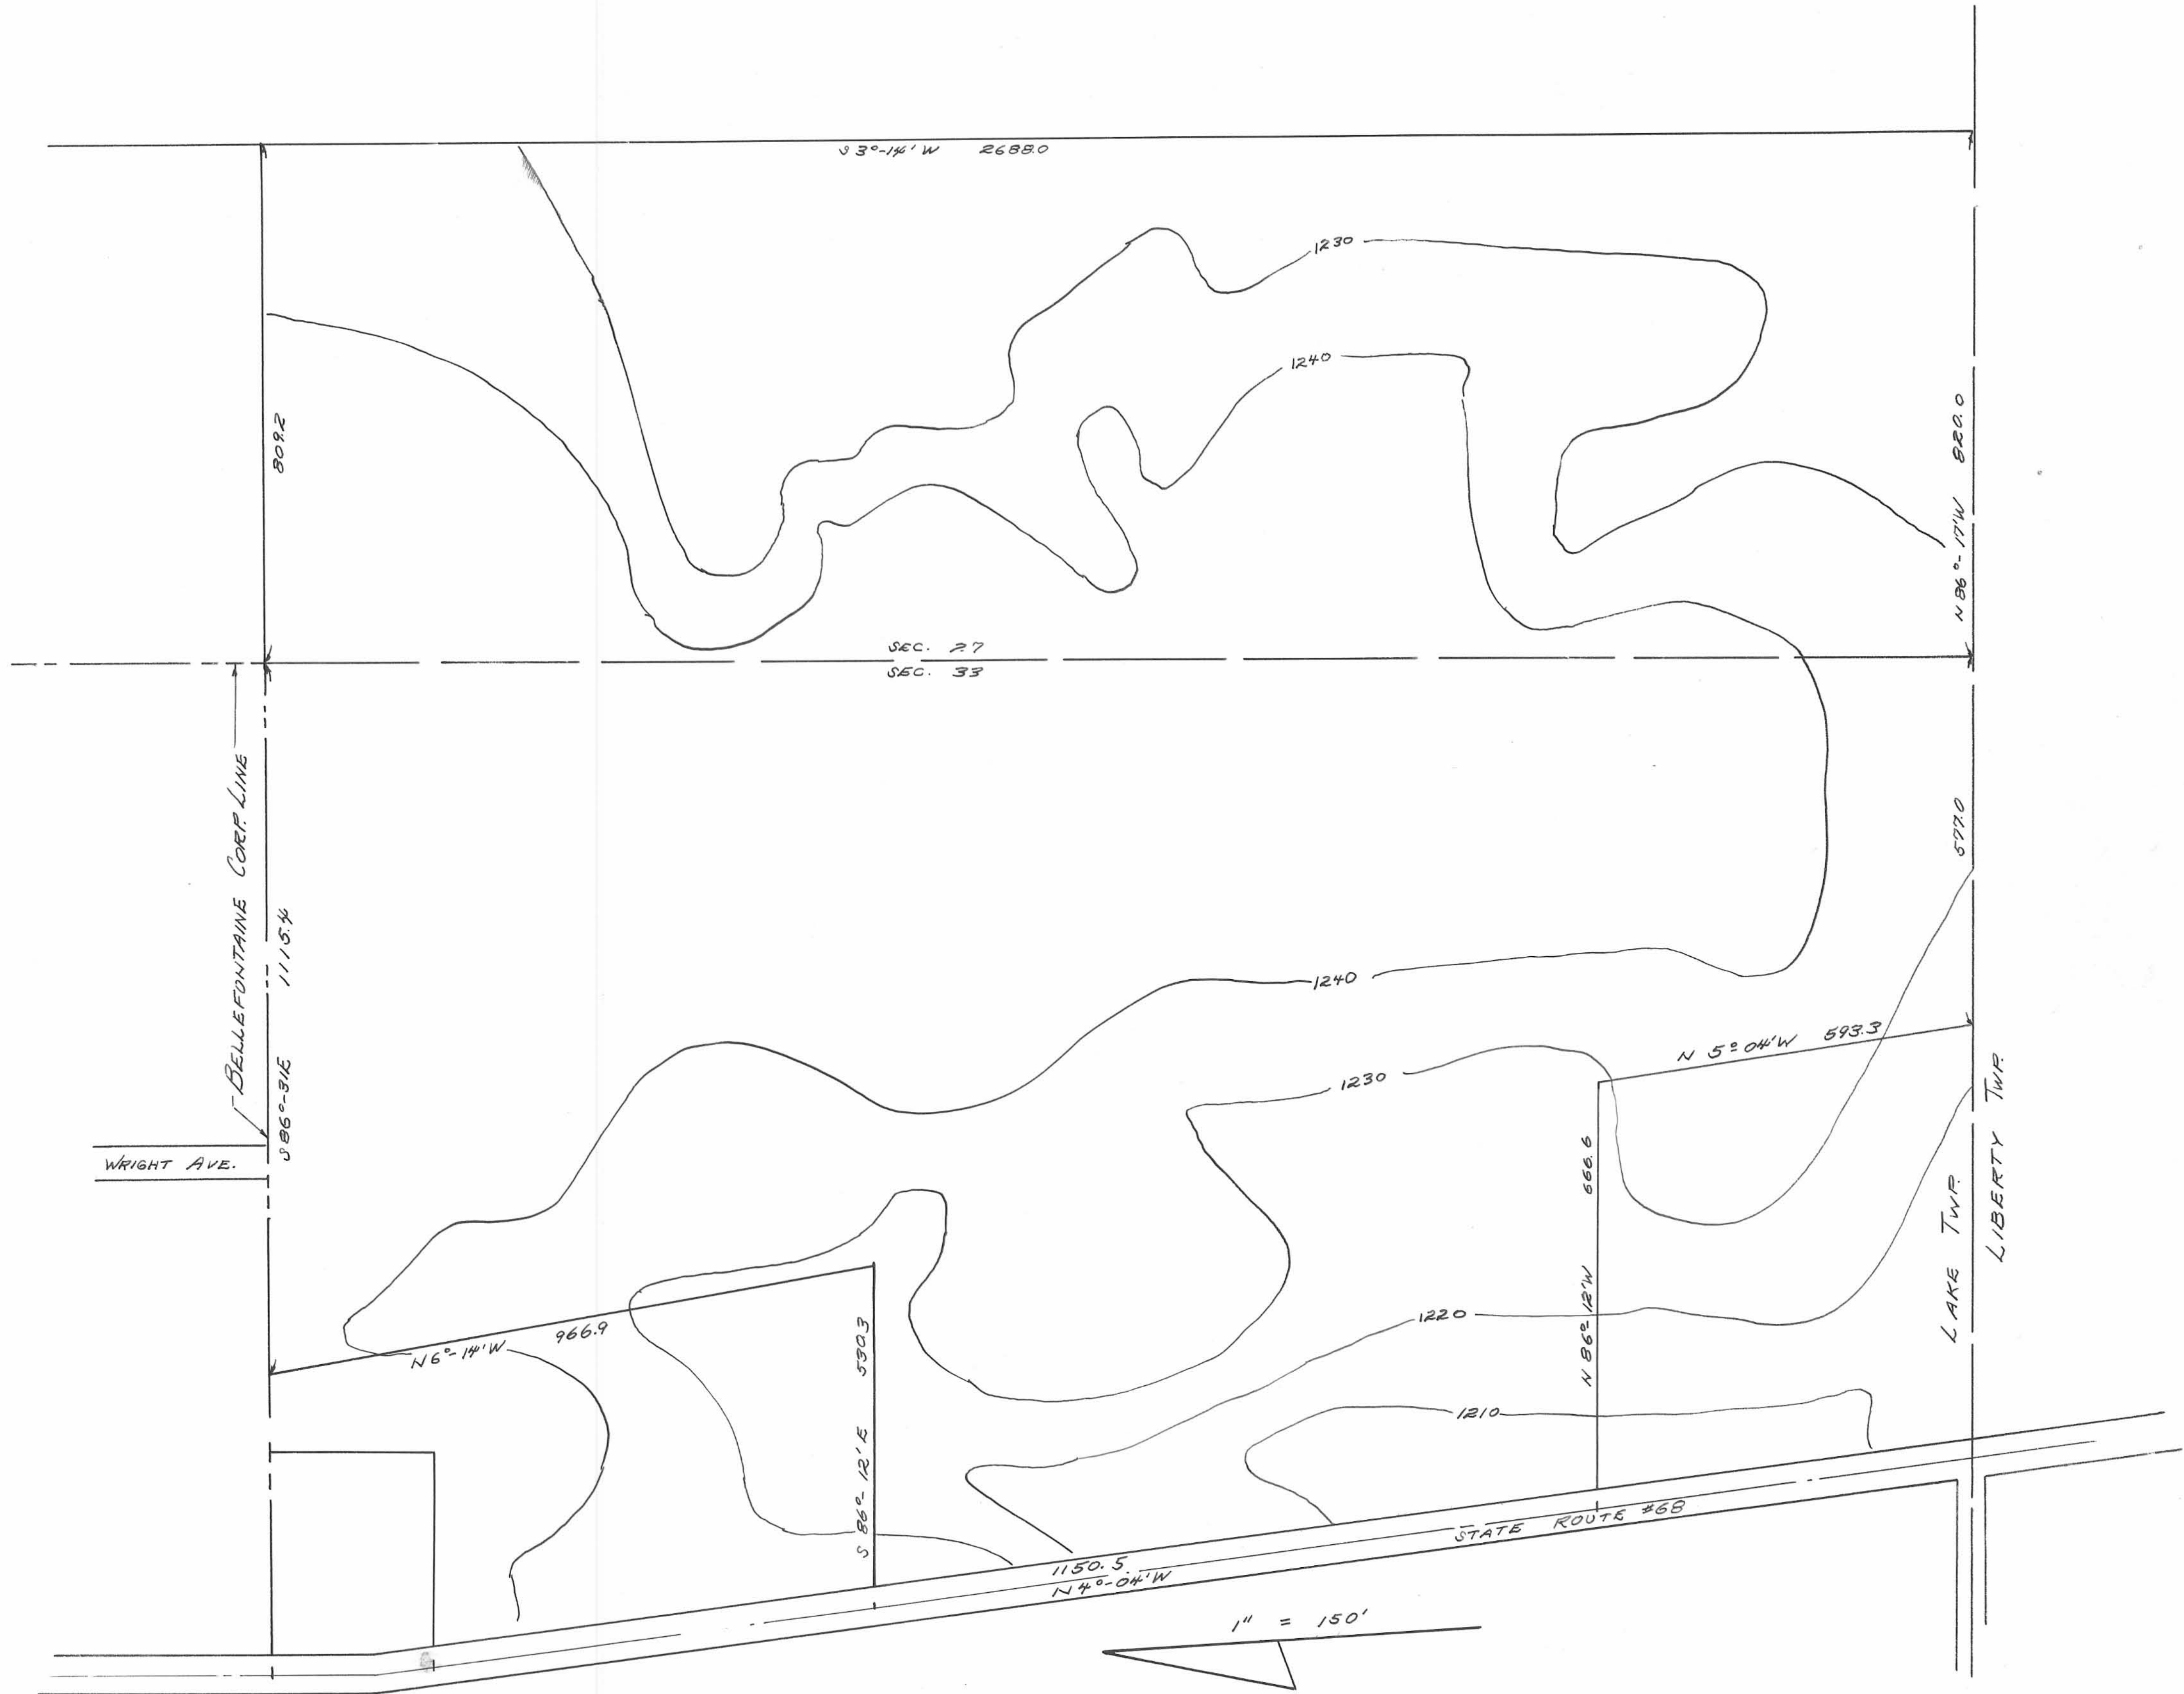 S 3°-14' W 2688.0
1230
1240
809.2
N 86°-17'W 820.0
SEC. 27
SEC. 33
BELLEFONTAINE CORP. LINE
S 86°-31E 1115.4
577.0
1240
N 5° 04'W 593.3
1230
WRIGHT AVE.
N 86°-12'W 666.6
LAKE TWP.
LIBERTY TWP.
N 6°-14'W 966.9
S 86°-12'E 530.3
1220
1210
STATE ROUTE #68
1150.5
N 4°-04'W
1" = 150'